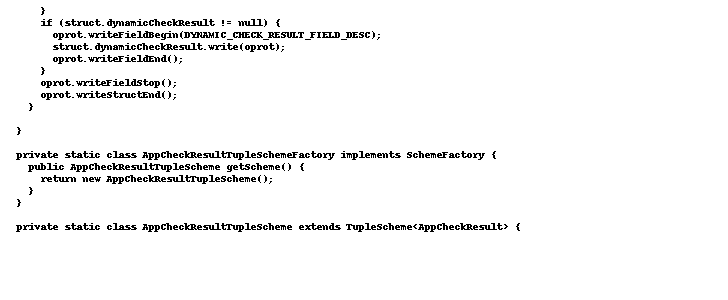 }
if (struct.dynamicCheckResult != null) {
oprot.writeFieldBegin(DYNAMIC_CHECK_RESULT_FIELD_DESC);
struct.dynamicCheckResult.write(oprot);
oprot.writeFieldEnd();
}
oprot.writeFieldStop();
oprot.writeStructEnd();
}
}
private static class AppCheckResultTupleSchemeFactory implements SchemeFactory {
public AppCheckResultTupleScheme getScheme() {
return new AppCheckResultTupleScheme();
}
}
private static class AppCheckResultTupleScheme extends TupleScheme<AppCheckResult> {